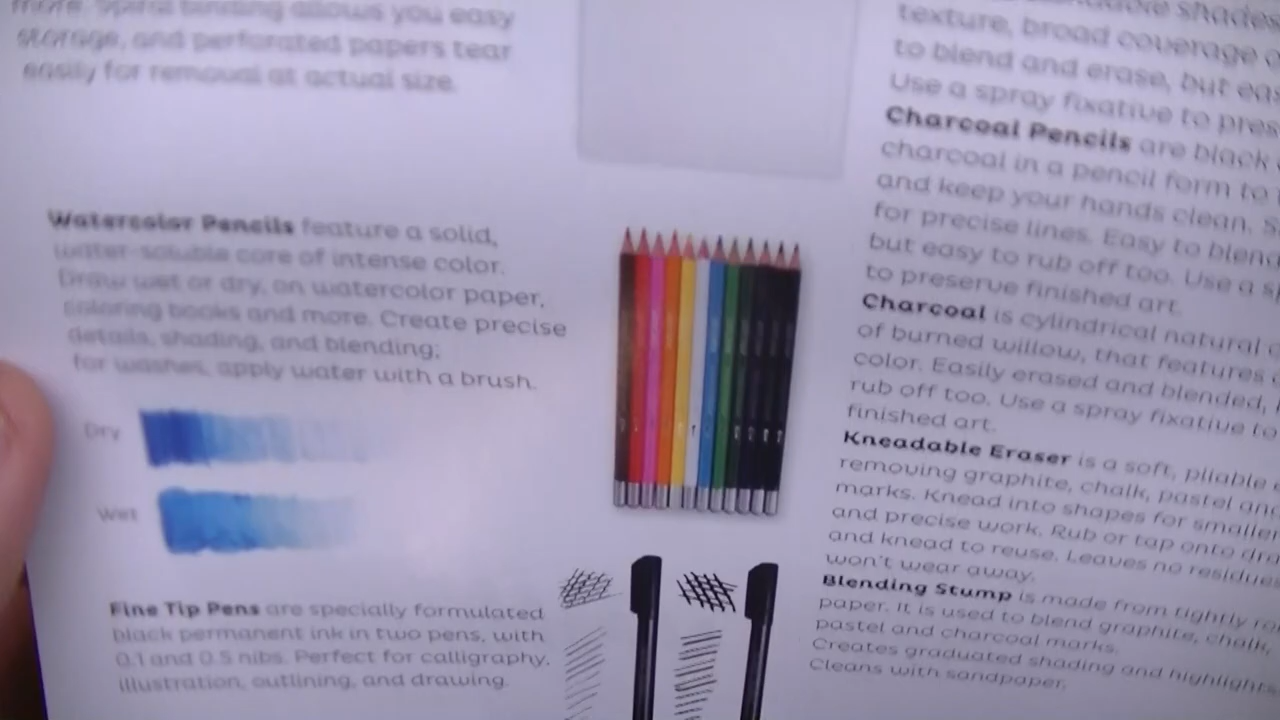 more. Spiral binding allows you easy
storage, and perforated papers tear
easily for removal at actual size.
Watercolor Pencils feature a solid,
water-soluble core of intense color.
Draw wet or dry, on watercolor paper,
coloring books and more. Create precise
details, shading, and blending;
for washes, apply water with a brush.
Dry
Wet
Fine Tip Pens are specially formulated
black permanent ink in two pens, with
0.1 and 0.5 nibs. Perfect for calligraphy,
illustration, outlining, and drawing.
shades
texture, broad coverage
to blend and erase, but
Use a spray fixative to
Charcoal Pencils are black
charcoal in a pencil form to
and keep your hands clean.
for precise lines. Easy to blend
but easy to rub off too. Use a
to preserve finished art.
Charcoal is cylindrical natural
of burned willow, that features
color. Easily erased and blended,
rub off too. Use a spray fixative to
finished art.
Kneadable Eraser is a soft, pliable
removing graphite, chalk, pastel and
marks. Knead into shapes for smaller
and precise work. Rub or tap onto
and knead to reuse. Leaves no residue
won't wear away.
Blending Stump is made from tightly
paper. It is used to blend graphite, chalk,
pastel and charcoal marks.
Creates graduated shading and highlights
Cleans with sandpaper.